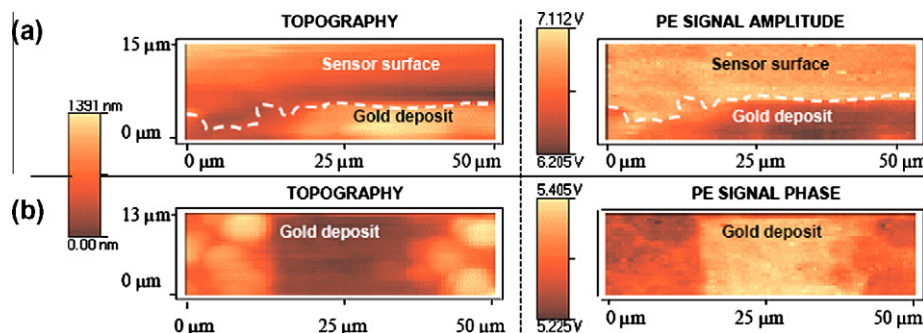 (a)
TOPOGRAPHY
7.112 V
PE SIGNAL AMPLITUDE
15 µm
Sensor surface
Sensor surface
1391 nm
Gold deposit
Gold deposit
0 µm
0 µm
25 µm
50 µm
6.205 V
0 µm
25 µm
50 µm
(b)
TOPOGRAPHY
5.405 V
PE SIGNAL PHASE
13 µm
Gold deposit
Gold deposit
0.00 nm
0 µm
0 µm
25 µm
50 µm
5.225 V
0 µm
25 µm
50 µm